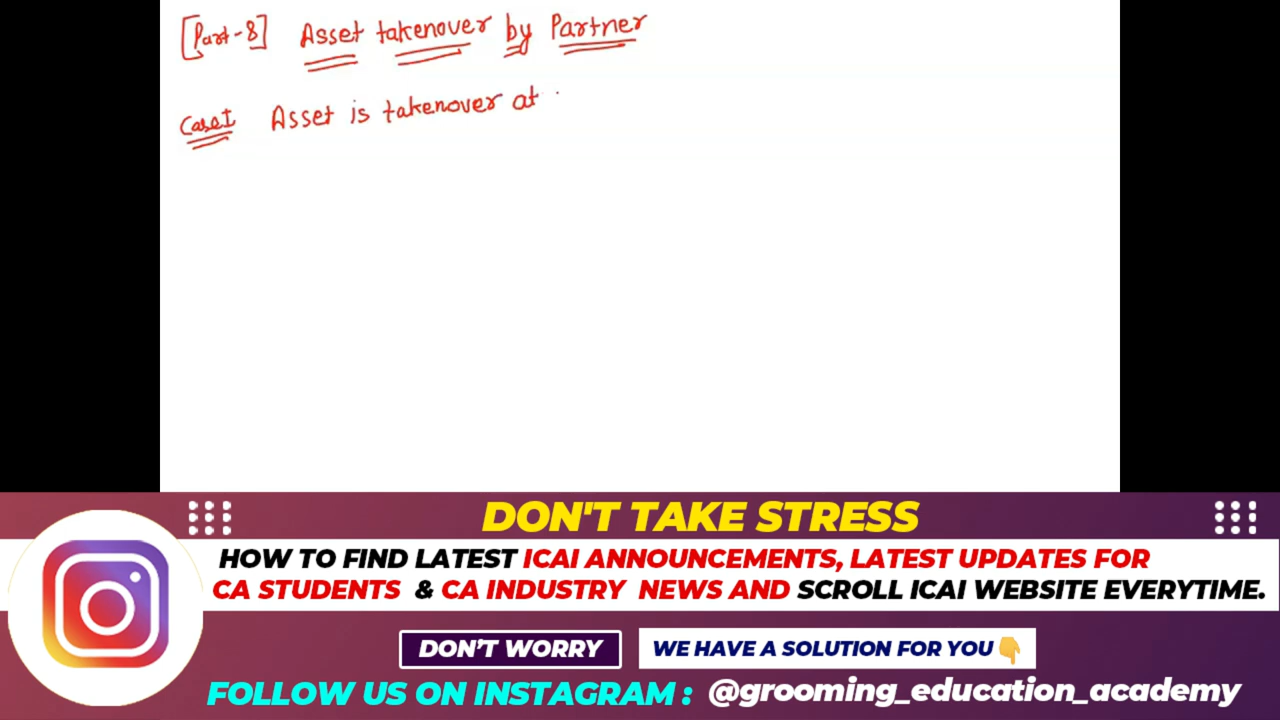 [Part-8] Asset takenover by Partner
Case I Asset is takenover at
DON'T TAKE STRESS
HOW TO FIND LATEST ICAI ANNOUNCEMENTS, LATEST UPDATES FOR
CA STUDENTS & CA INDUSTRY NEWS AND SCROLL ICAI WEBSITE EVERYTIME.
DON'T WORRY
WE HAVE A SOLUTION FOR YOU👇
FOLLOW US ON INSTAGRAM : @grooming_education_academy